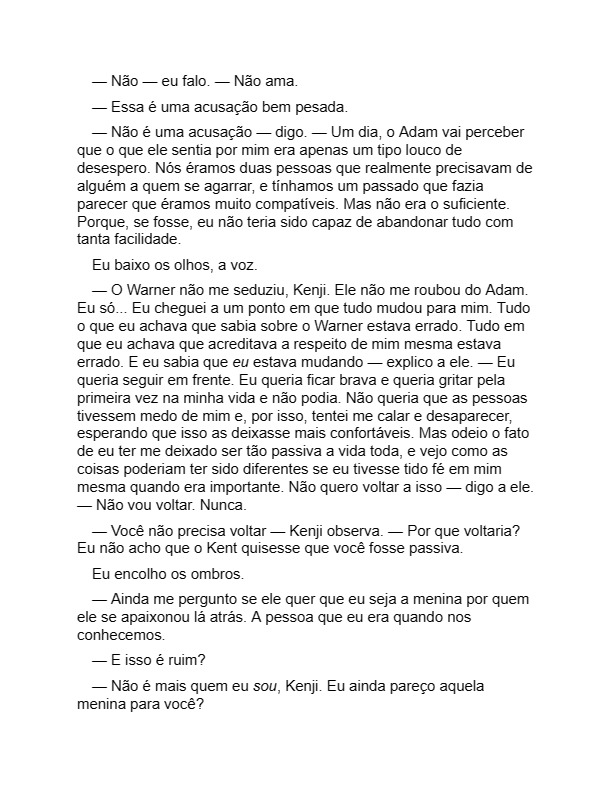 — Não — eu falo. — Não ama.
— Essa é uma acusação bem pesada.
— Não é uma acusação — digo. — Um dia, o Adam vai perceber
que o que ele sentia por mim era apenas um tipo louco de
desespero. Nós éramos duas pessoas que realmente precisavam de
alguém a quem se agarrar, e tínhamos um passado que fazia
parecer que éramos muito compatíveis. Mas não era o suficiente.
Porque, se fosse, eu não teria sido capaz de abandonar tudo com
tanta facilidade.
Eu baixo os olhos, a voz.
— O Warner não me seduziu, Kenji. Ele não me roubou do Adam.
Eu só... Eu cheguei a um ponto em que tudo mudou para mim. Tudo
o que eu achava que sabia sobre o Warner estava errado. Tudo em
que eu achava que acreditava a respeito de mim mesma estava
errado. E eu sabia que eu estava mudando — explico a ele. — Eu
queria seguir em frente. Eu queria ficar brava e queria gritar pela
primeira vez na minha vida e não podia. Não queria que as pessoas
tivessem medo de mim e, por isso, tentei me calar e desaparecer,
esperando que isso as deixasse mais confortáveis. Mas odeio o fato
de eu ter me deixado ser tão passiva a vida toda, e vejo como as
coisas poderiam ter sido diferentes se eu tivesse tido fé em mim
mesma quando era importante. Não quero voltar a isso — digo a ele.
— Não vou voltar. Nunca.
— Você não precisa voltar — Kenji observa. — Por que voltaria?
Eu não acho que o Kent quisesse que você fosse passiva.
Eu encolho os ombros.
— Ainda me pergunto se ele quer que eu seja a menina por quem
ele se apaixonou lá atrás. A pessoa que eu era quando nos
conhecemos.
— E isso é ruim?
— Não é mais quem eu sou, Kenji. Eu ainda pareço aquela
menina para você?